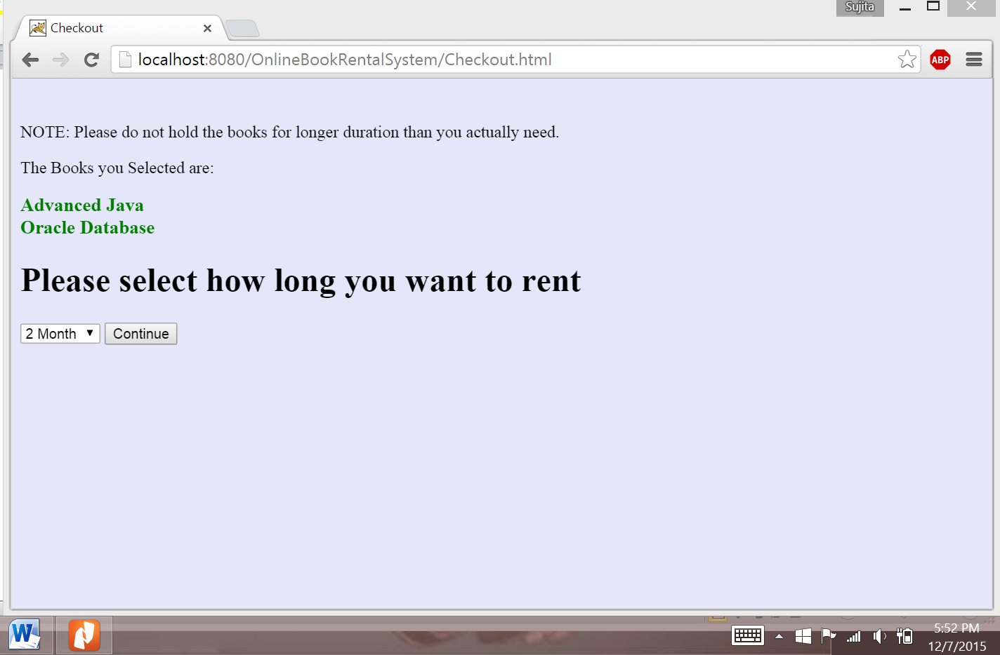 Sujita
Checkout
localhost:8080/OnlineBookRentalSystem/Checkout.html
ABP
NOTE: Please do not hold the books for longer duration than you actually need.
The Books you Selected are:
Advanced Java
Oracle Database
Please select how long you want to rent
2 Month
Continue
W
5:52 PM
12/7/2015